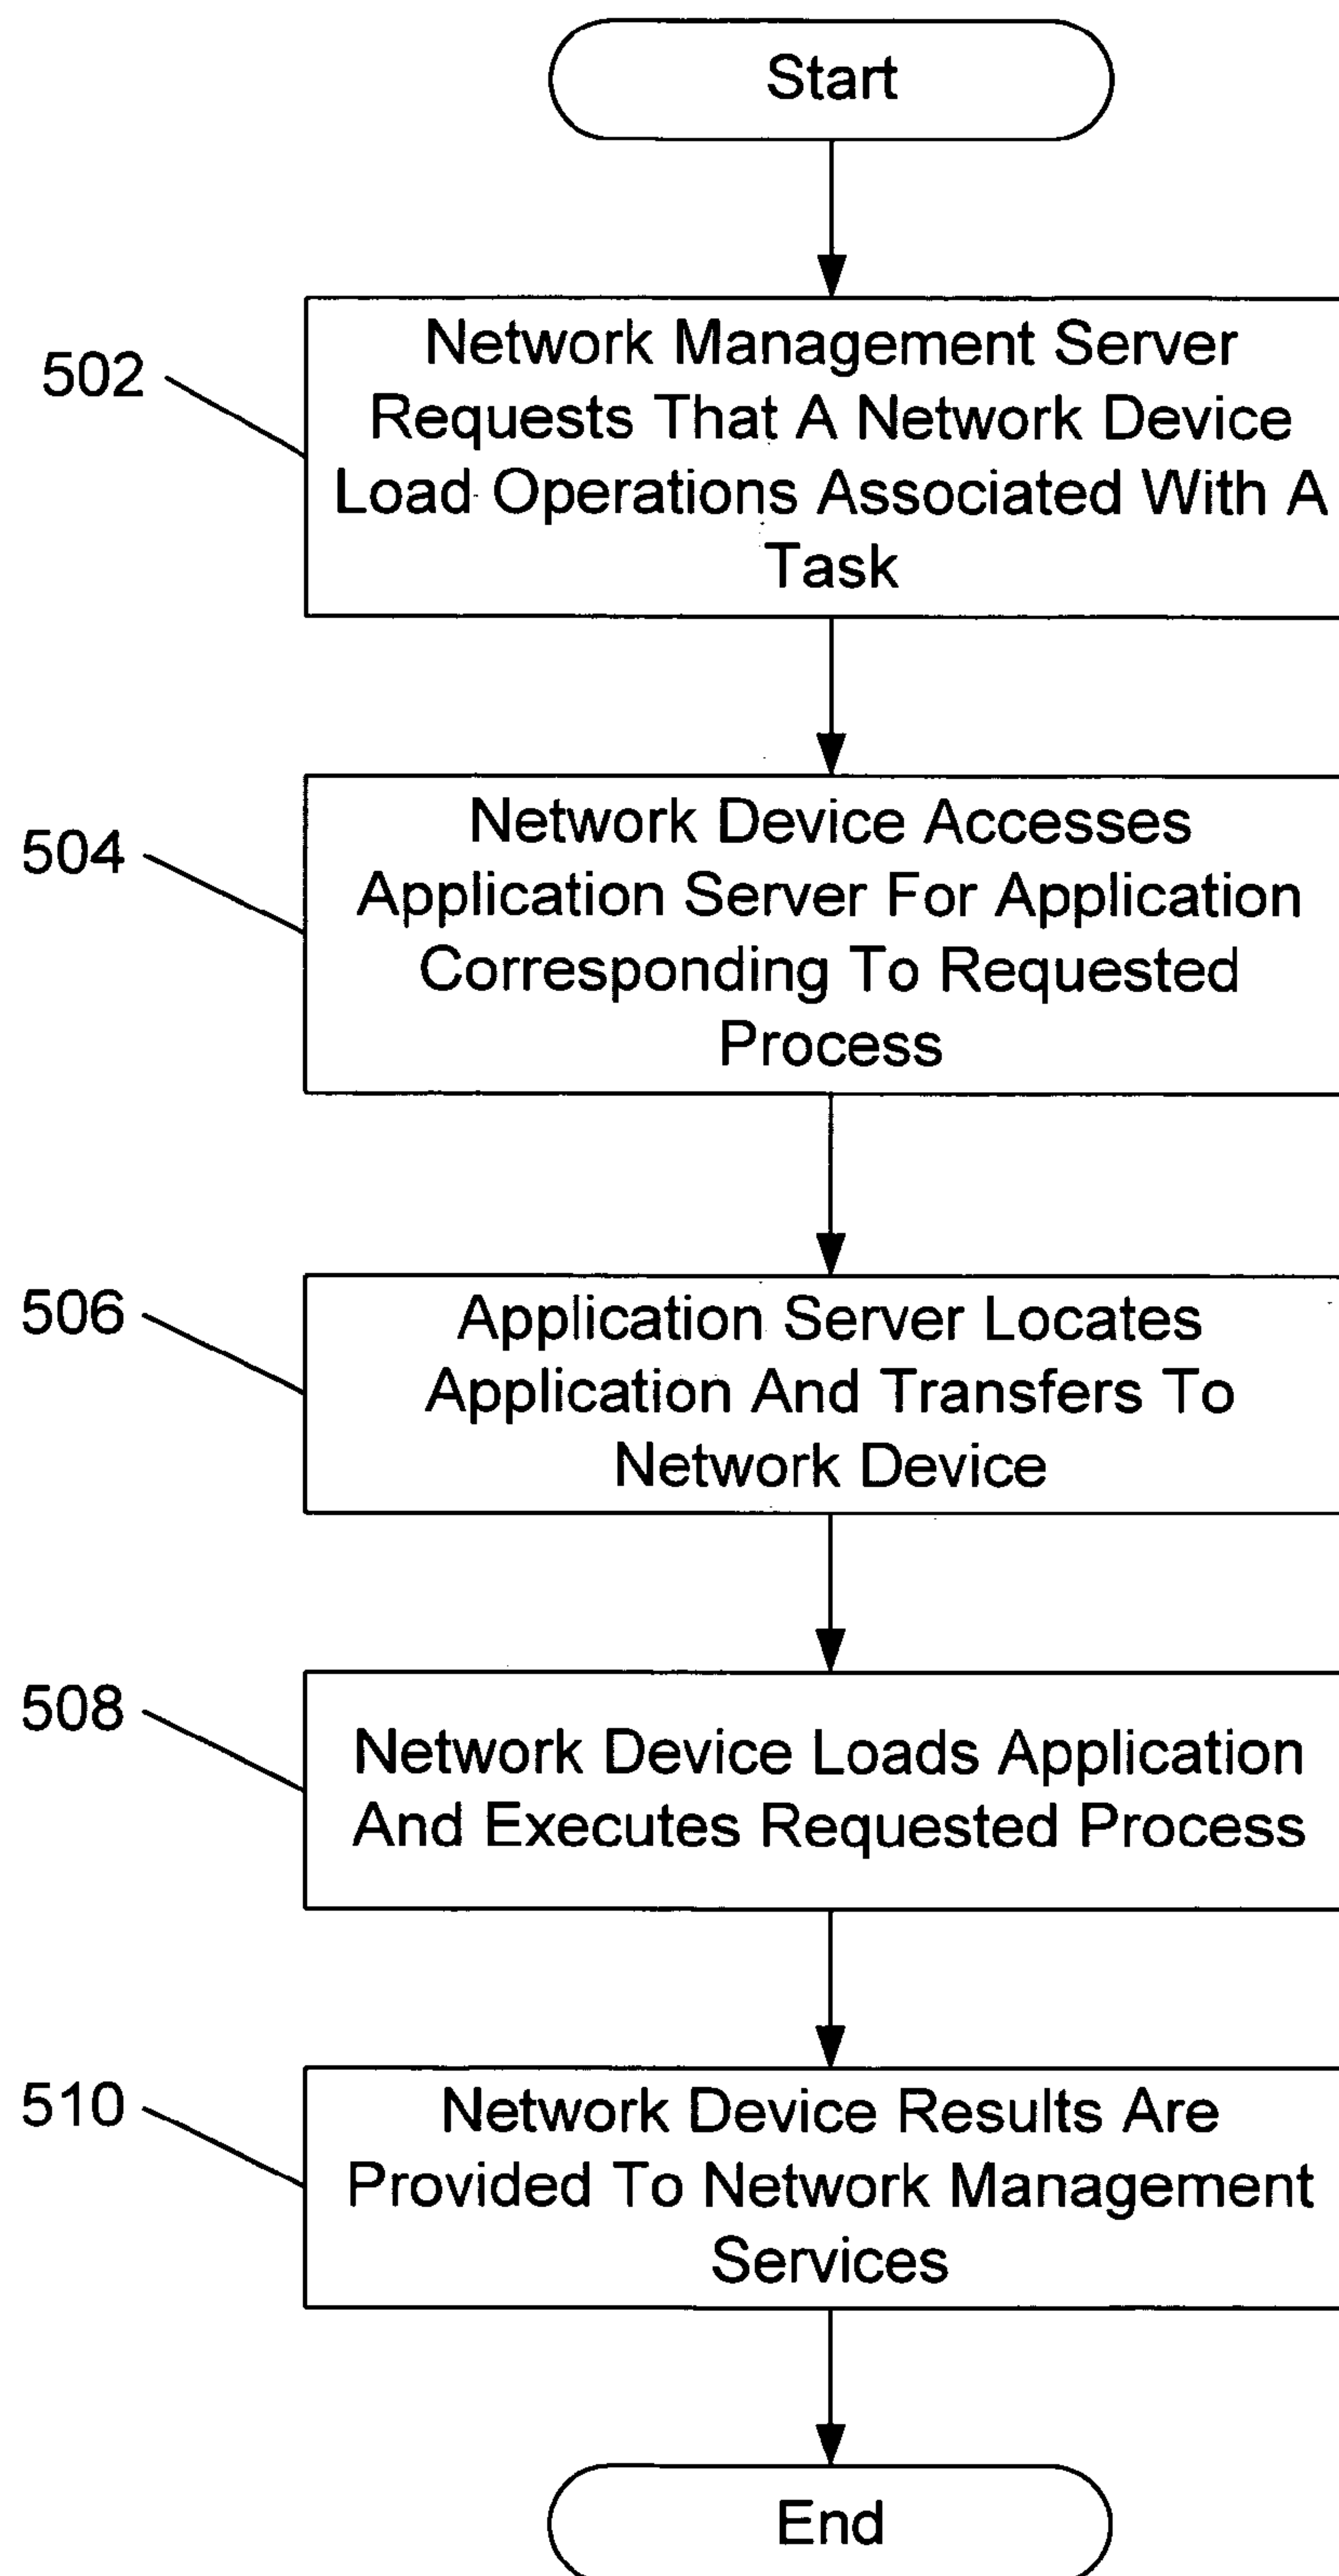 Start
502
Network Management Server
Requests That A Network Device
Load Operations Associated With A
Task
504
Network Device Accesses
Application Server For Application
Corresponding To Requested
Process
506
Application Server Locates
Application And Transfers To
Network Device
508
Network Device Loads Application
And Executes Requested Process
510
Network Device Results Are
Provided To Network Management
Services
End